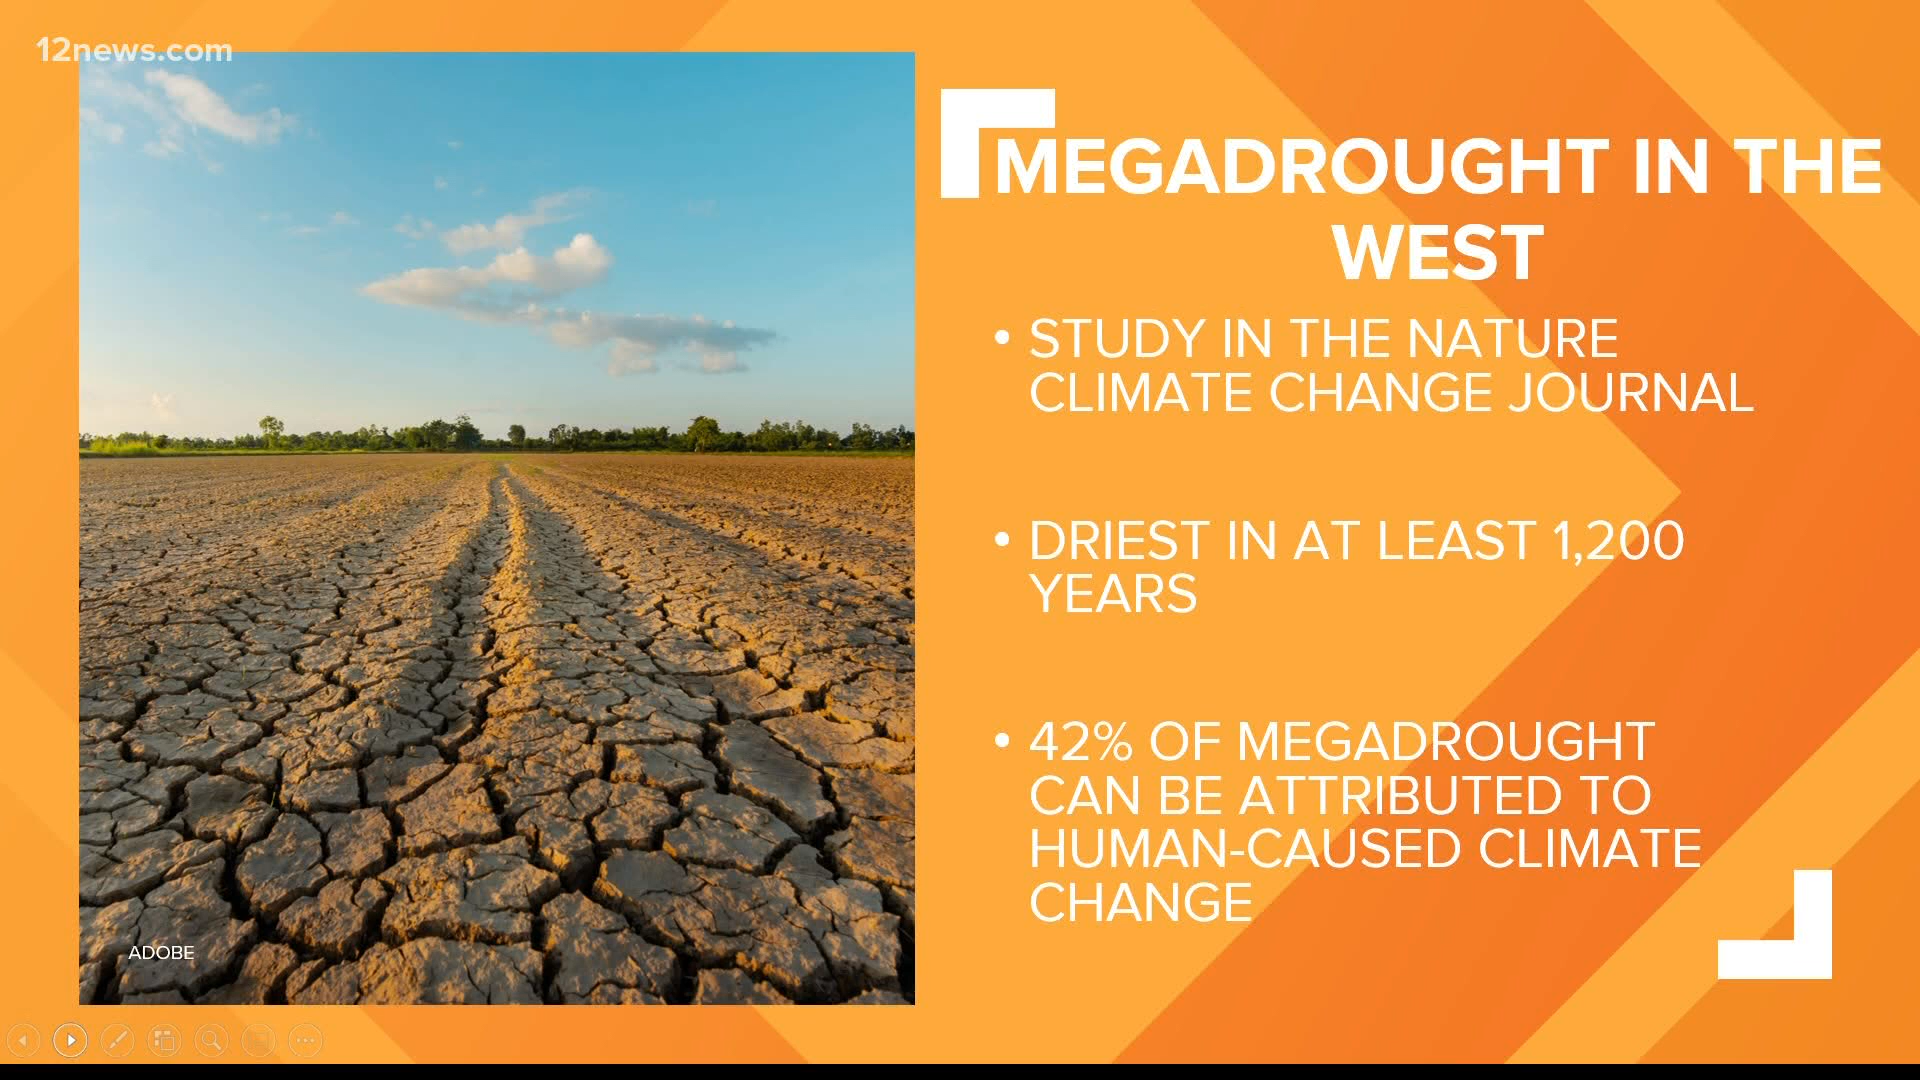 12news.com
MEGADROUGHT IN THE
WEST
• STUDY IN THE NATURE
CLIMATE CHANGE JOURNAL
• DRIEST IN AT LEAST 1,200
YEARS
• 42% OF MEGADROUGHT
CAN BE ATTRIBUTED TO
HUMAN-CAUSED CLIMATE
CHANGE
ADOBE